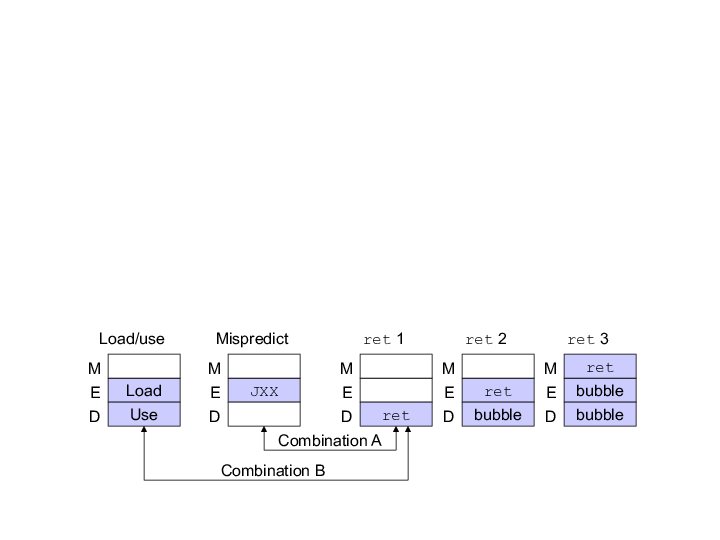 Load/use Mispredict ret 1 ret 2 ret 3
M M M M M ret
E Load E JXX E E ret E bubble
D Use D D ret D bubble D bubble
Combination A
Combination B